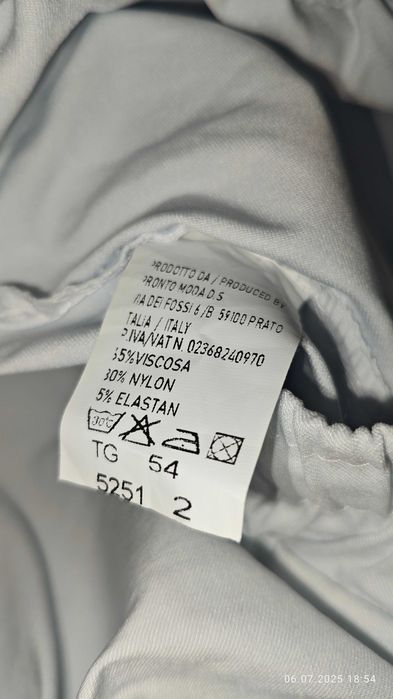 PRODOTTO DA / PRODUCED BY
PRONTO MODA D.S.
VIA DEI FOSSI 6/B 59100 PRATO
ITALIA / ITALY
P.IVA/VAT N. 02368240970
65%VISCOSA
30% NYLON
5% ELASTAN
30°C
TG 54
5251 2
06.07.2025 18:54